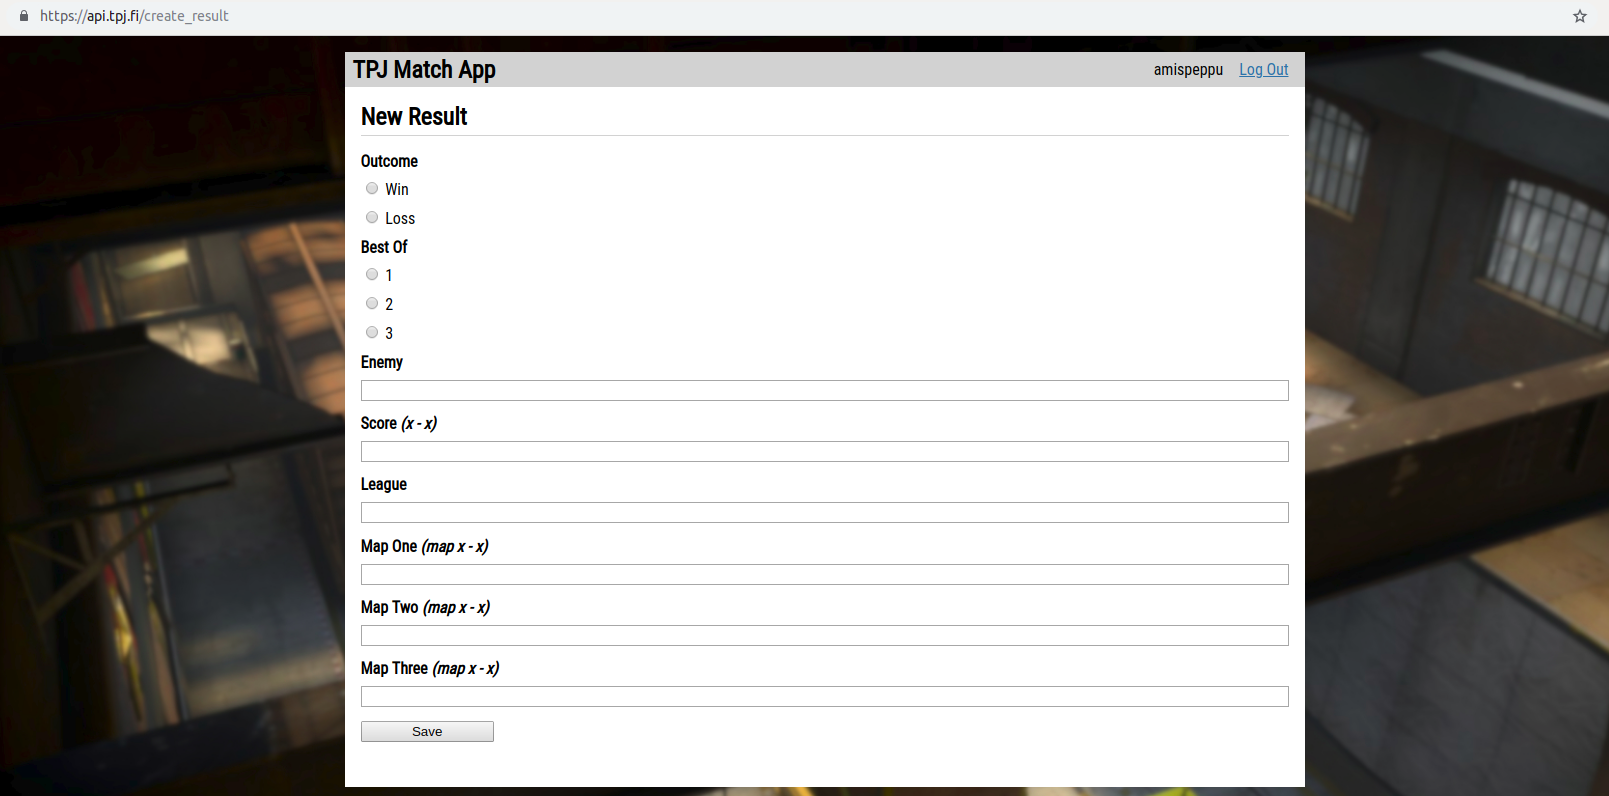 https://api.tpj.fi/create_result
TPJ Match App amispeppu Log Out
New Result
Outcome
Win
Loss
Best Of
1
2
3
Enemy
Score (x - x)
League
Map One (map x - x)
Map Two (map x - x)
Map Three (map x - x)
Save